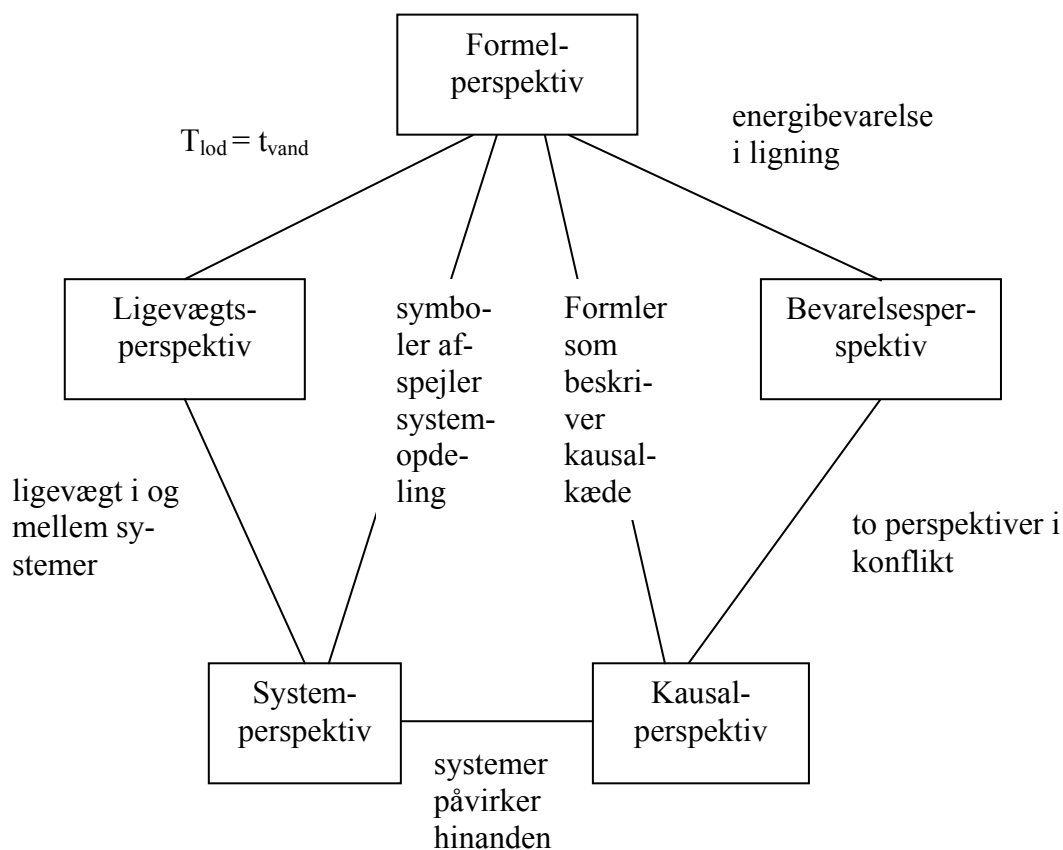 Formel-
perspektiv
T_lod = t_vand
energibevarelse
i ligning
Ligevægts-
perspektiv
symbo-
ler af-
spejler
system-
opde-
ling
Formler
som
beskri-
ver
kausal-
kæde
Bevarelsesper-
spektiv
ligevægt i og
mellem sy-
stemer
to perspektiver i
konflikt
System-
perspektiv
Kausal-
perspektiv
systemer
påvirker
hinanden